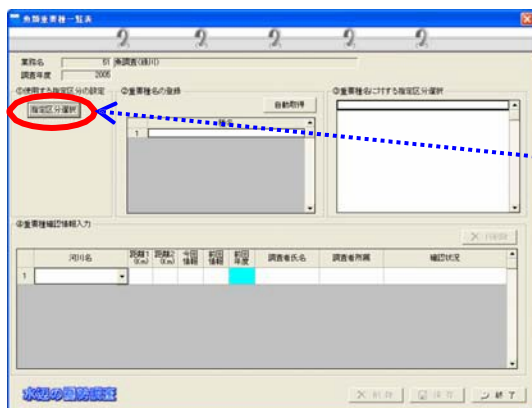 魚類重要種一覧表
業務名 51 魚調査(緑川)
調査年度 2005
①使用する指定区分の設定
指定区分選択
②重要種名の登録
自動取得
種名
1
③重要種名に対する指定区分選択
④重要種確認情報入力
河川名 距離1(Km) 距離2(Km) 今回情報 前回情報 前回年度 調査者氏名 調査者所属 確認状況
1
水辺の国勢調査
削除 保存 終了